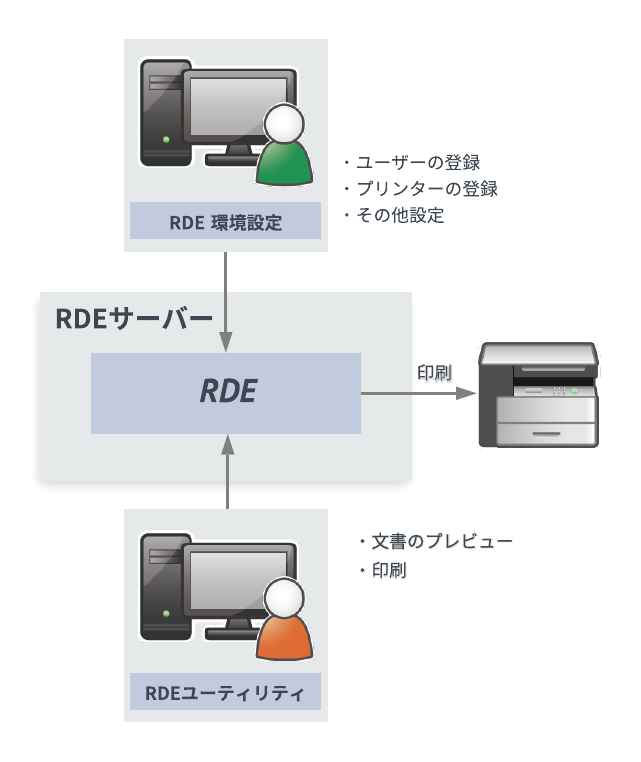 ・ユーザーの登録
・プリンターの登録
・その他設定
RDE 環境設定
RDEサーバー
RDE
印刷
・文書のプレビュー
・印刷
RDEユーティリティ